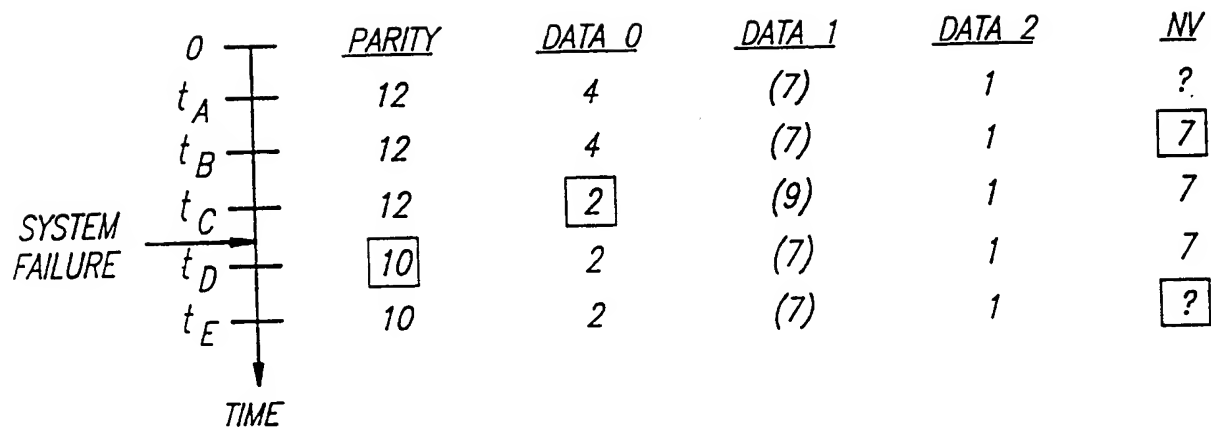 0 PARITY DATA 0 DATA 1 DATA 2 NV
tA 12 4 (7) 1 ?
tB 12 4 (7) 1 7
tC 12 2 (9) 1 7
SYSTEM
FAILURE
tD 10 2 (7) 1 7
tE 10 2 (7) 1 ?
TIME